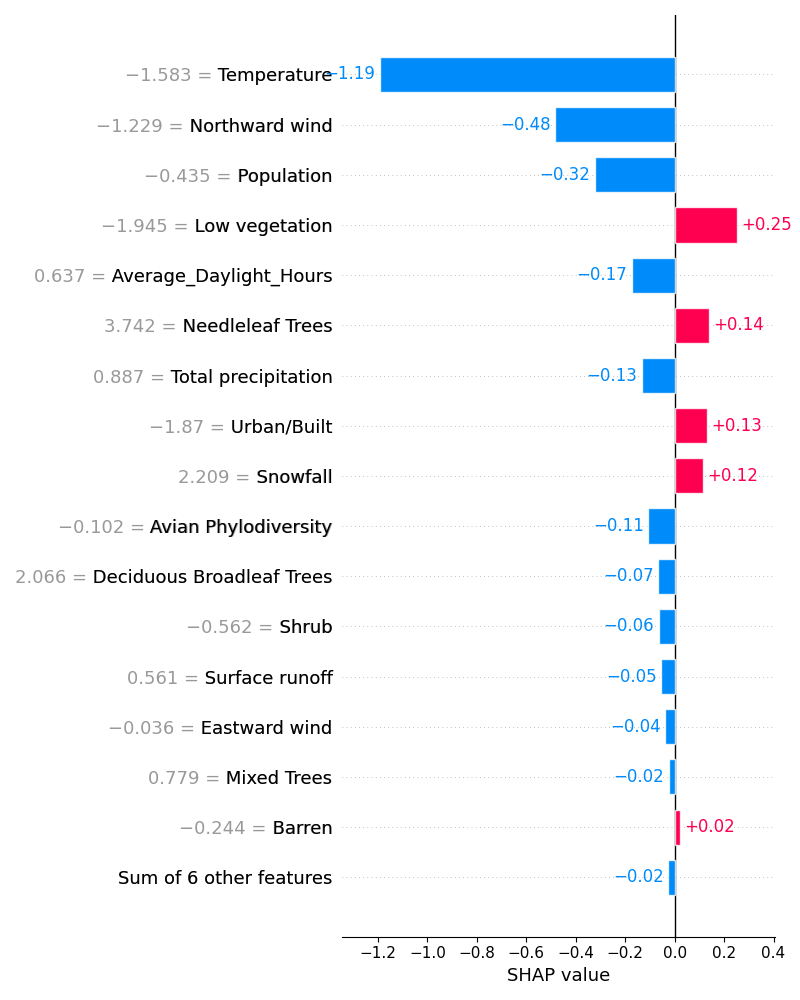 −1.583 = Temperature −1.19
−1.229 = Northward wind −0.48
−0.435 = Population −0.32
−1.945 = Low vegetation +0.25
0.637 = Average_Daylight_Hours −0.17
3.742 = Needleleaf Trees +0.14
0.887 = Total precipitation −0.13
−1.87 = Urban/Built +0.13
2.209 = Snowfall +0.12
−0.102 = Avian Phylodiversity −0.11
2.066 = Deciduous Broadleaf Trees −0.07
−0.562 = Shrub −0.06
0.561 = Surface runoff −0.05
−0.036 = Eastward wind −0.04
0.779 = Mixed Trees −0.02
−0.244 = Barren +0.02
Sum of 6 other features −0.02
−1.2 −1.0 −0.8 −0.6 −0.4 −0.2 0.0 0.2 0.4
SHAP value